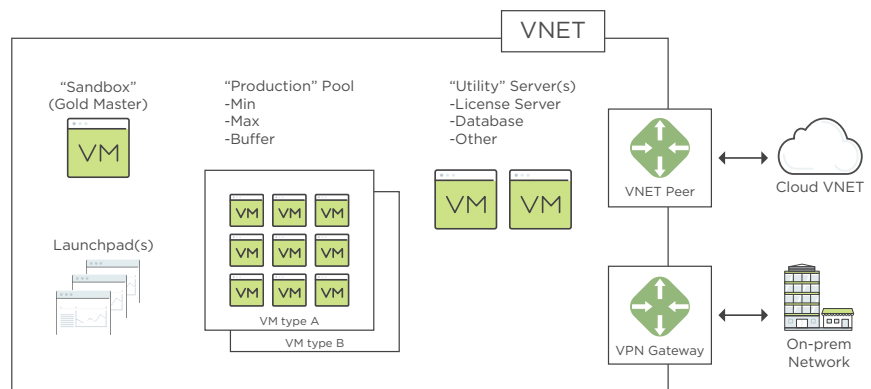 VNET
“Sandbox”
(Gold Master)
VM
“Production” Pool
-Min
-Max
-Buffer
VM VM VM
VM VM VM
VM VM VM
VM type A
VM type B
“Utility” Server(s)
-License Server
-Database
-Other
VM VM
Launchpad(s)
VNET Peer
Cloud VNET
VPN Gateway
On-prem
Network